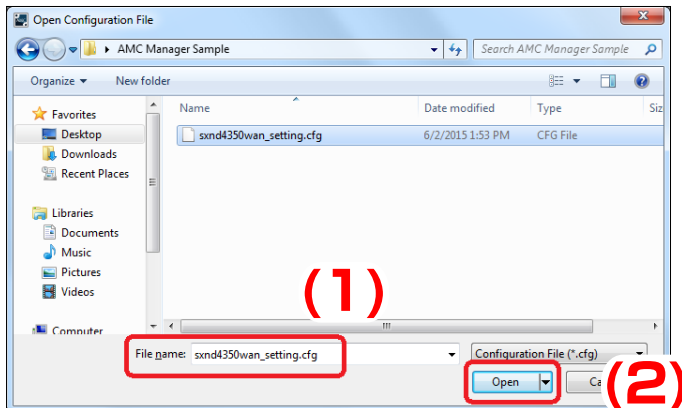 Open Configuration File
AMC Manager Sample
Search AMC Manager Sample
Organize
New folder
Name
Date modified
Type
Siz
Favorites
Desktop
Downloads
Recent Places
Libraries
Documents
Music
Pictures
Videos
Computer
sxnd4350wan_setting.cfg
6/2/2015 1:53 PM
CFG File
(1)
File name:
sxnd4350wan_setting.cfg
Configuration File (*.cfg)
Open
Ca
(2)